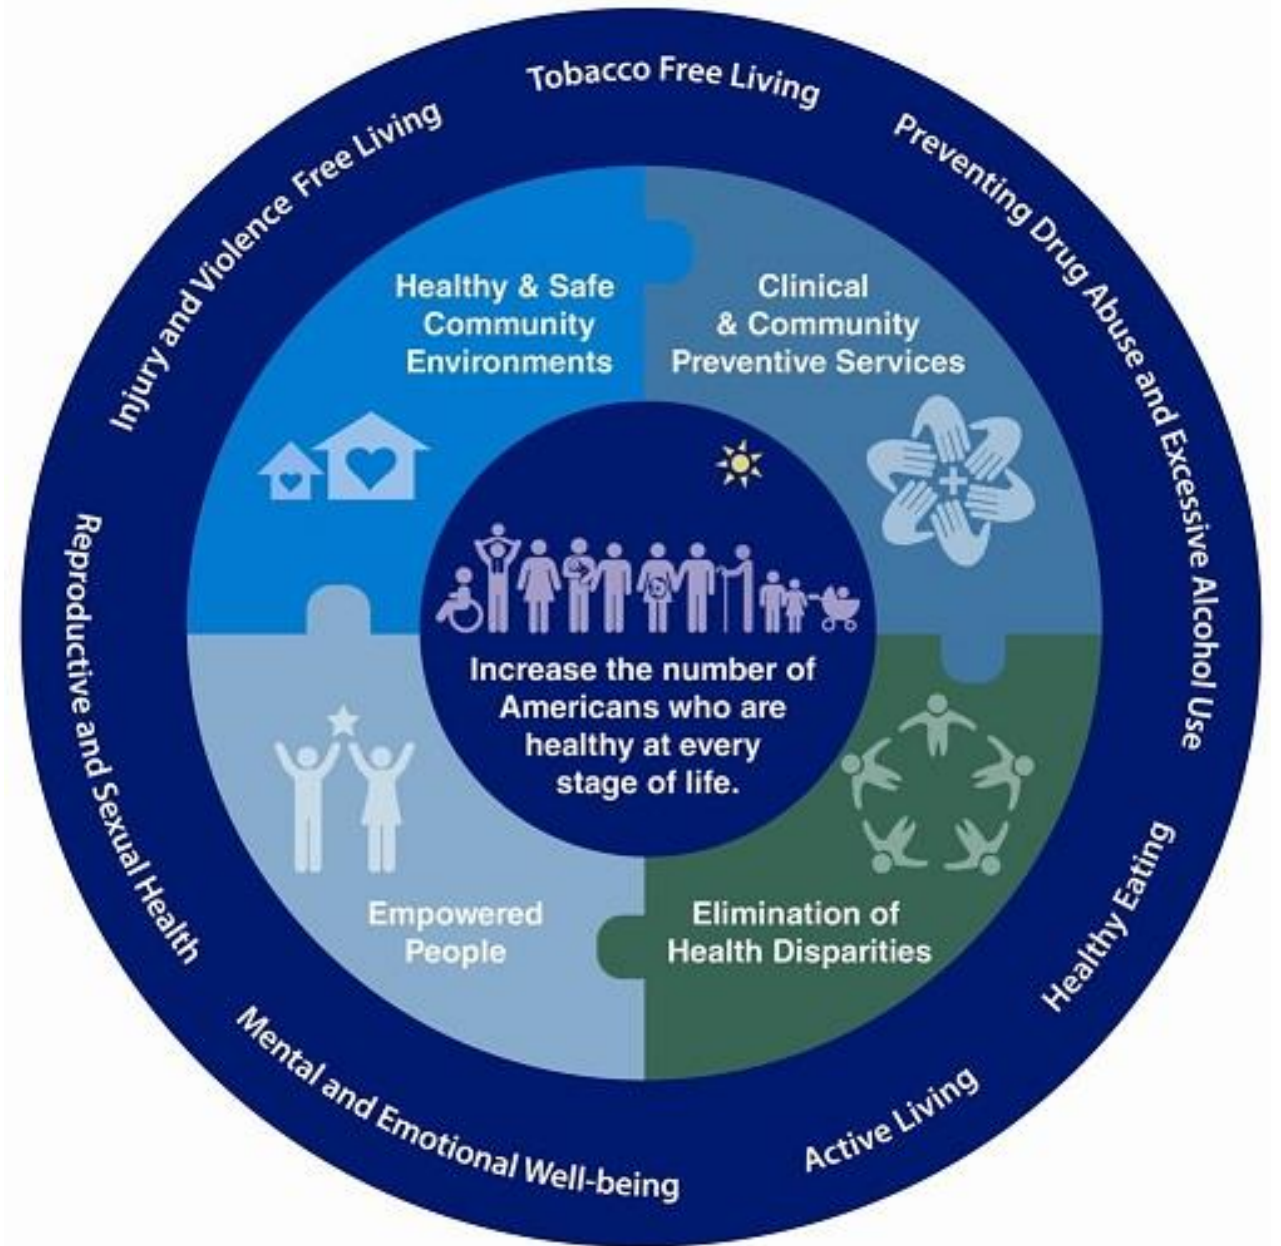 Tobacco Free Living
Preventing Drug Abuse and Excessive Alcohol Use
Healthy Eating
Active Living
Mental and Emotional Well-being
Reproductive and Sexual Health
Injury and Violence Free Living
Healthy & Safe
Community
Environments
Clinical
& Community
Preventive Services
Increase the number of
Americans who are
healthy at every
stage of life.
Empowered
People
Elimination of
Health Disparities